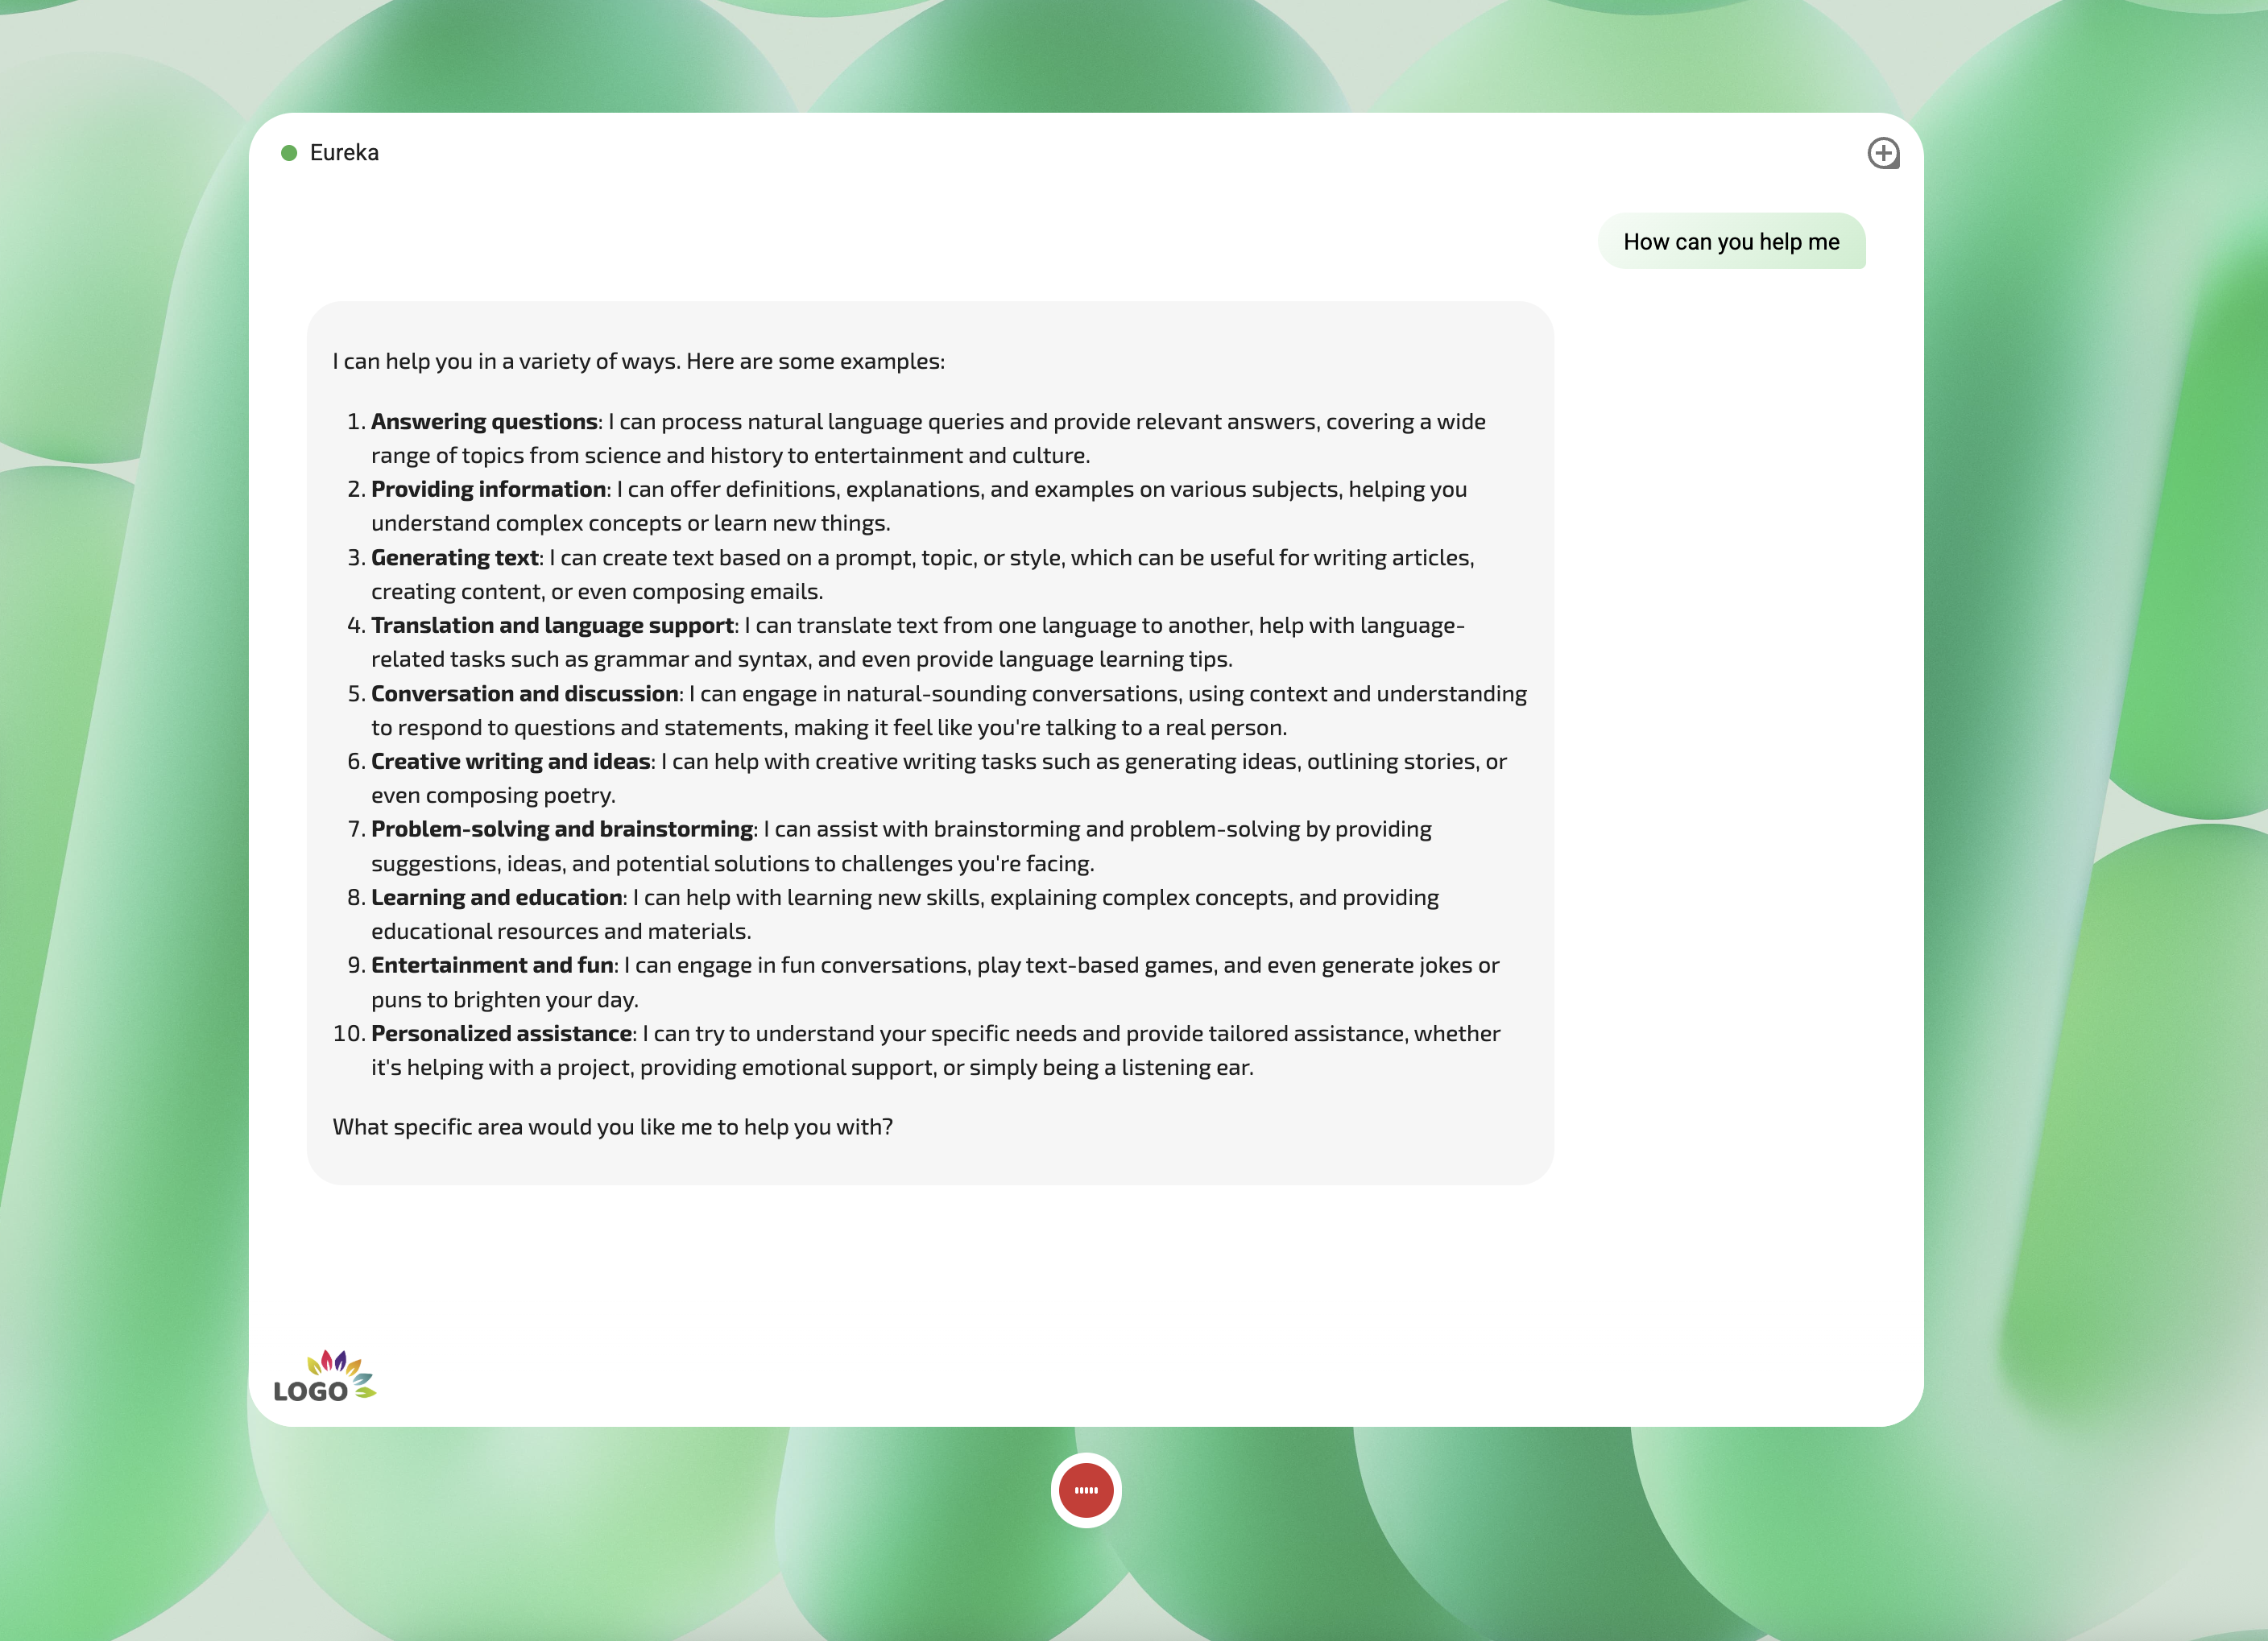 Eureka
How can you help me
I can help you in a variety of ways. Here are some examples:
1. Answering questions: I can process natural language queries and provide relevant answers, covering a wide
range of topics from science and history to entertainment and culture.
2. Providing information: I can offer definitions, explanations, and examples on various subjects, helping you
understand complex concepts or learn new things.
3. Generating text: I can create text based on a prompt, topic, or style, which can be useful for writing articles,
creating content, or even composing emails.
4. Translation and language support: I can translate text from one language to another, help with language-
related tasks such as grammar and syntax, and even provide language learning tips.
5. Conversation and discussion: I can engage in natural-sounding conversations, using context and understanding
to respond to questions and statements, making it feel like you're talking to a real person.
6. Creative writing and ideas: I can help with creative writing tasks such as generating ideas, outlining stories, or
even composing poetry.
7. Problem-solving and brainstorming: I can assist with brainstorming and problem-solving by providing
suggestions, ideas, and potential solutions to challenges you're facing.
8. Learning and education: I can help with learning new skills, explaining complex concepts, and providing
educational resources and materials.
9. Entertainment and fun: I can engage in fun conversations, play text-based games, and even generate jokes or
puns to brighten your day.
10. Personalized assistance: I can try to understand your specific needs and provide tailored assistance, whether
it's helping with a project, providing emotional support, or simply being a listening ear.
What specific area would you like me to help you with?
LOGO